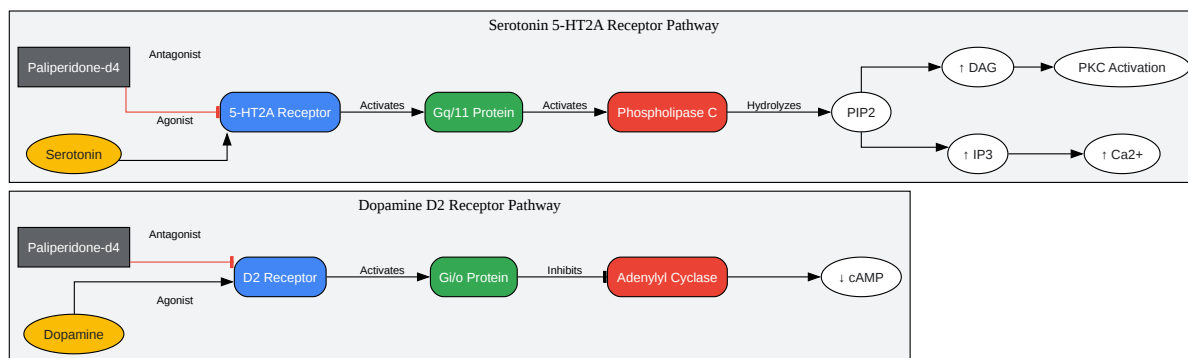 Serotonin 5-HT2A Receptor Pathway
Paliperidone-d4
Antagonist
Agonist
Serotonin
5-HT2A Receptor
Activates
Gq/11 Protein
Activates
Phospholipase C
Hydrolyzes
PIP2
↑ DAG
PKC Activation
↑ IP3
↑ Ca2+
Dopamine D2 Receptor Pathway
Paliperidone-d4
Antagonist
Agonist
Dopamine
D2 Receptor
Activates
Gi/o Protein
Inhibits
Adenylyl Cyclase
↓ cAMP